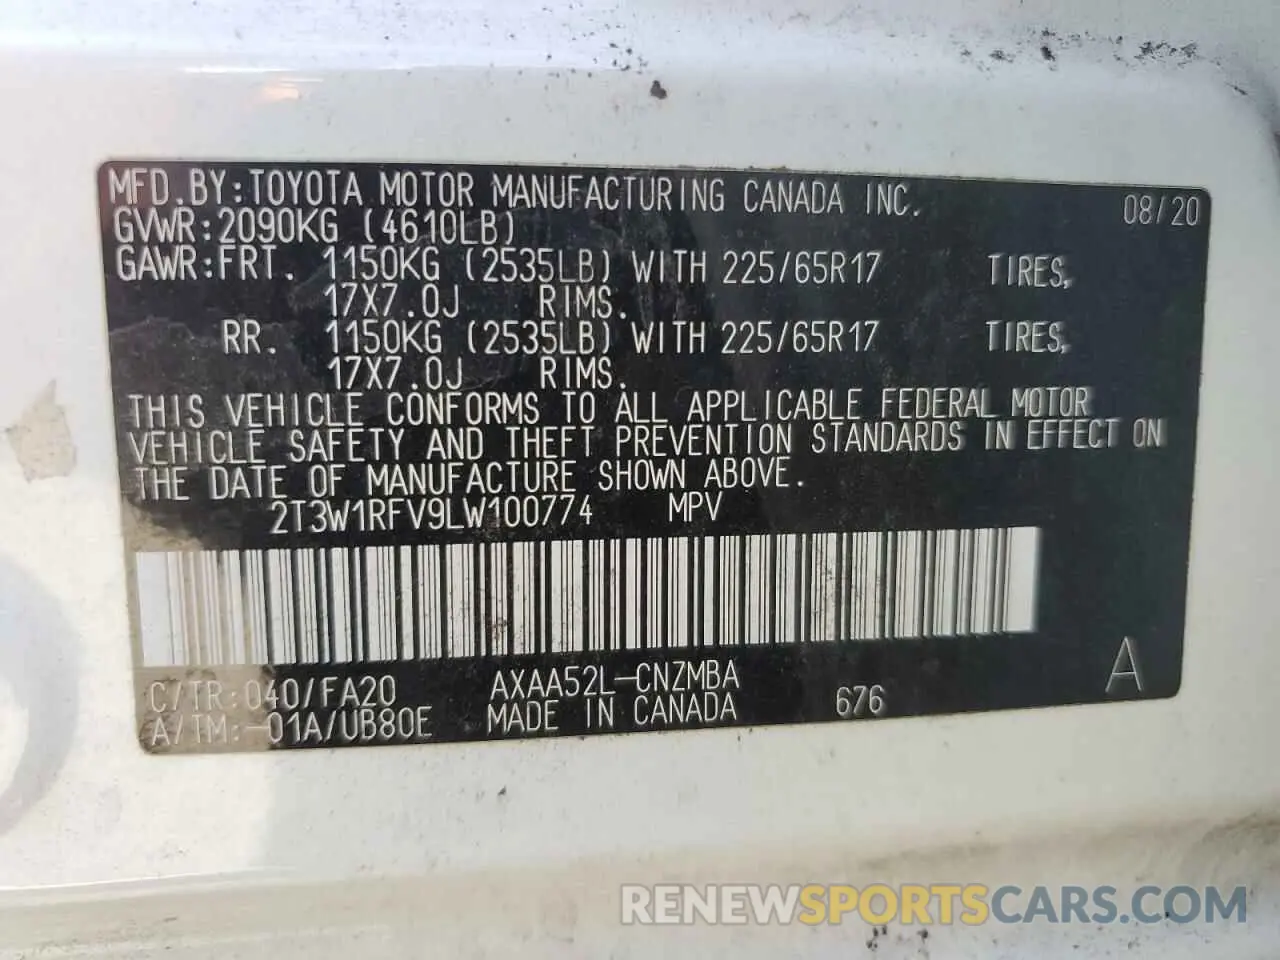 MFD.BY:TOYOTA MOTOR MANUFACTURING CANADA INC. 08/20
GVWR:2090KG (4610LB)
GAWR:FRT. 1150KG (2535LB) WITH 225/65R17 TIRES,
17X7.0J RIMS.
RR. 1150KG (2535LB) WITH 225/65R17 TIRES,
17X7.0J RIMS.
THIS VEHICLE CONFORMS TO ALL APPLICABLE FEDERAL MOTOR
VEHICLE SAFETY AND THEFT PREVENTION STANDARDS IN EFFECT ON
THE DATE OF MANUFACTURE SHOWN ABOVE.
2T3W1RFV9LW100774 MPV
C/TR:040/FA20 AXAA52L-CNZMBA A
A/TM:-01A/UB80E MADE IN CANADA 676
RENEWSPORTSCARS.COM